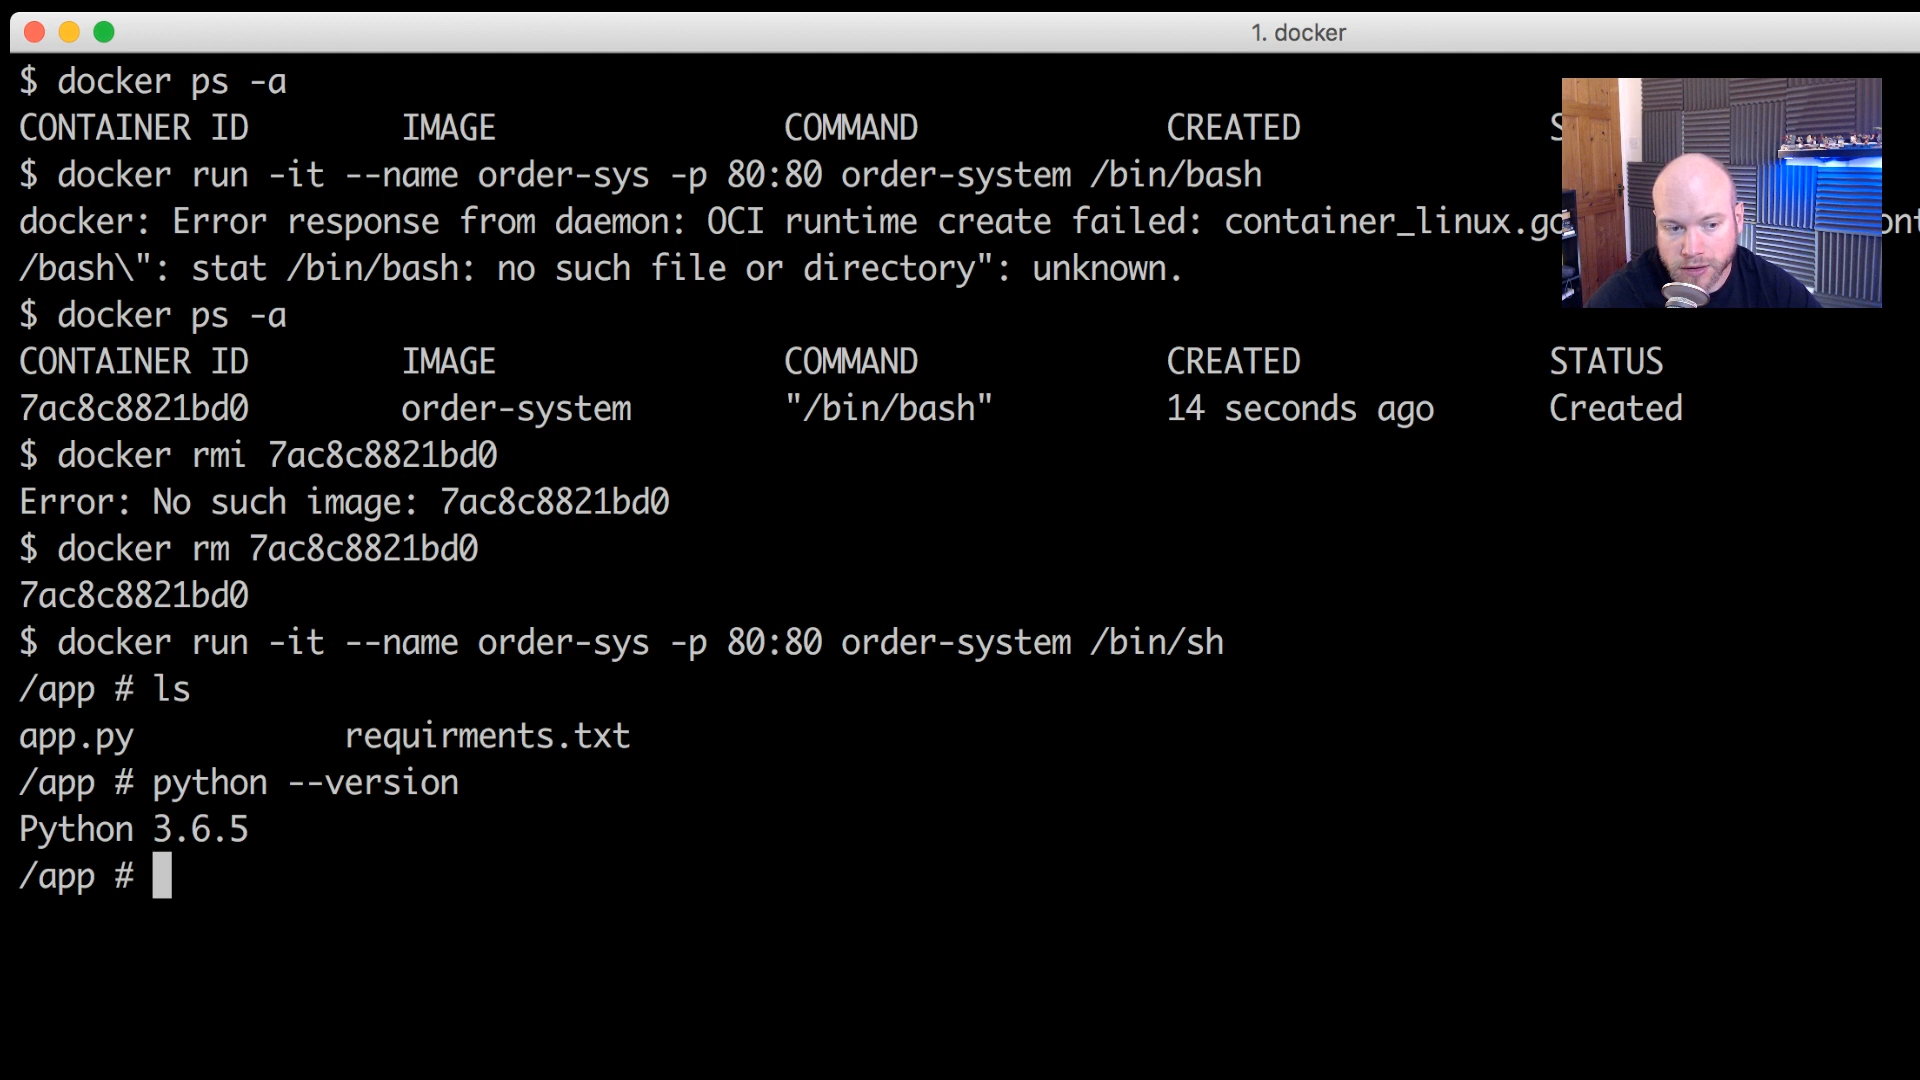 1. docker
$ docker ps -a
CONTAINER ID IMAGE COMMAND CREATED S
$ docker run -it --name order-sys -p 80:80 order-system /bin/bash
docker: Error response from daemon: OCI runtime create failed: container_linux.go ont
/bash\": stat /bin/bash: no such file or directory": unknown.
$ docker ps -a
CONTAINER ID IMAGE COMMAND CREATED STATUS
7ac8c8821bd0 order-system "/bin/bash" 14 seconds ago Created
$ docker rmi 7ac8c8821bd0
Error: No such image: 7ac8c8821bd0
$ docker rm 7ac8c8821bd0
7ac8c8821bd0
$ docker run -it --name order-sys -p 80:80 order-system /bin/sh
/app # ls
app.py requirments.txt
/app # python --version
Python 3.6.5
/app #